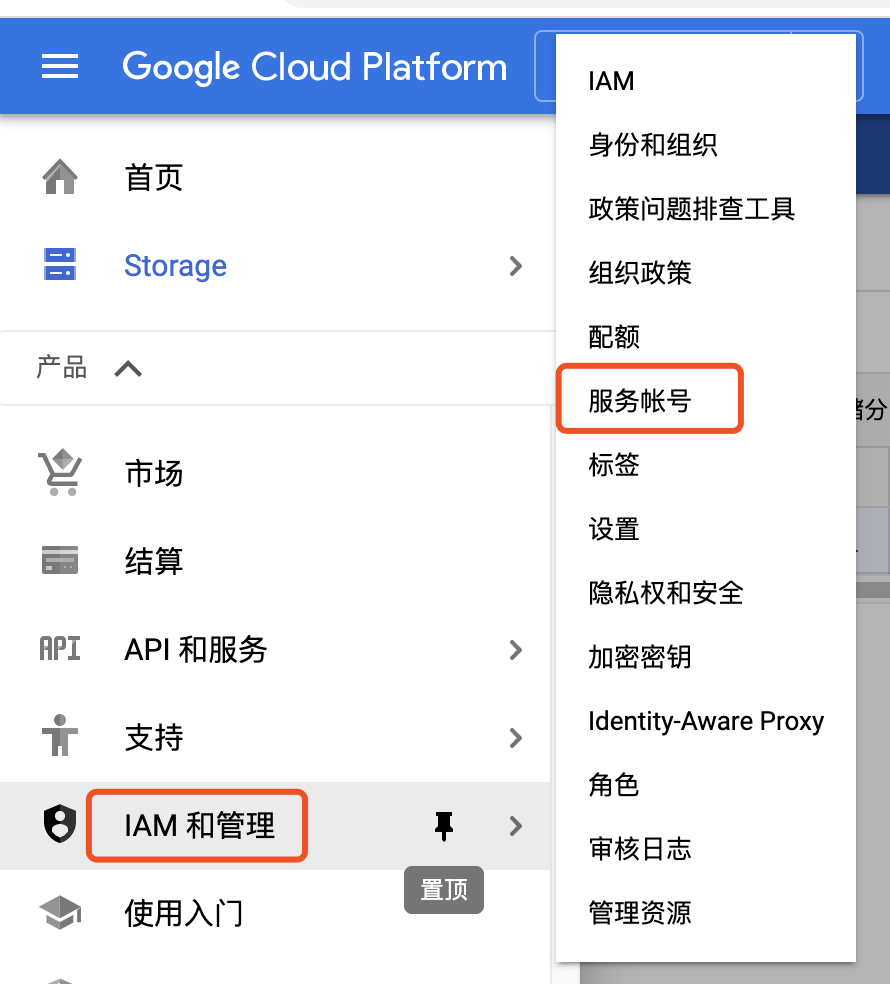 Google Cloud Platform
首页
Storage
产品
市场
结算
API
API 和服务
支持
IAM 和管理
置顶
使用入门
IAM
身份和组织
政策问题排查工具
组织政策
配额
服务帐号
标签
设置
隐私权和安全
加密密钥
Identity-Aware Proxy
角色
审核日志
管理资源